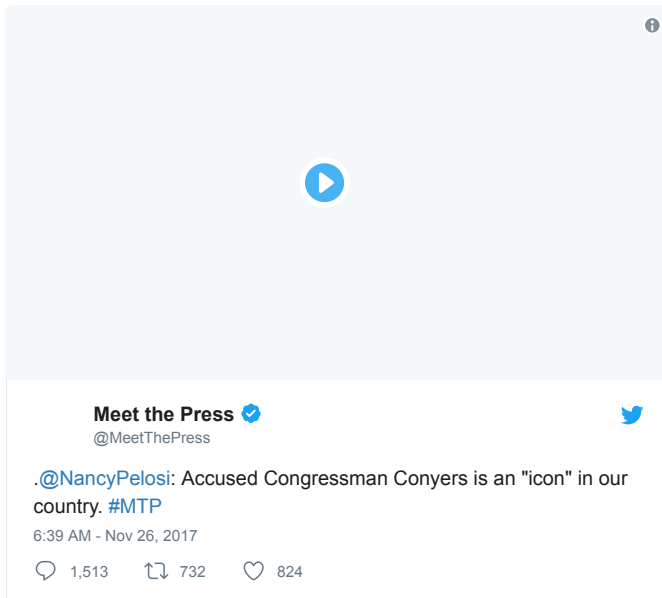 Meet the Press
@MeetThePress
.@NancyPelosi: Accused Congressman Conyers is an "icon" in our
country. #MTP
6:39 AM - Nov 26, 2017
1,513 732 824